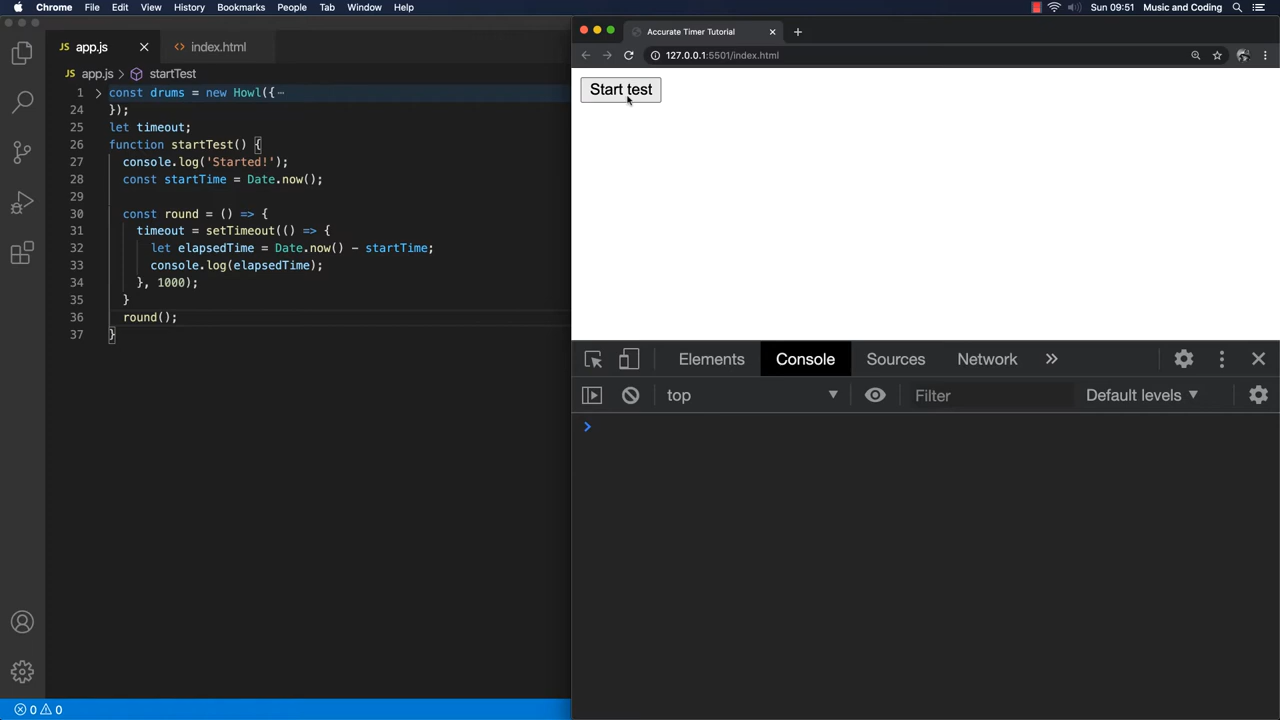 Chrome File Edit View History Bookmarks People Tab Window Help Sun 09:51 Music and Coding
JS app.js × <> index.html
JS app.js > startTest
1 > const drums = new Howl({ ⋯
24 });
25 let timeout;
26 function startTest() {
27 console.log('Started!');
28 const startTime = Date.now();
29
30 const round = () => {
31 timeout = setTimeout(() => {
32 let elapsedTime = Date.now() - startTime;
33 console.log(elapsedTime);
34 }, 1000);
35 }
36 round();
37 }
0 0
Accurate Timer Tutorial × +
127.0.0.1:5501/index.html
Start test
Elements Console Sources Network »
top Filter Default levels
>